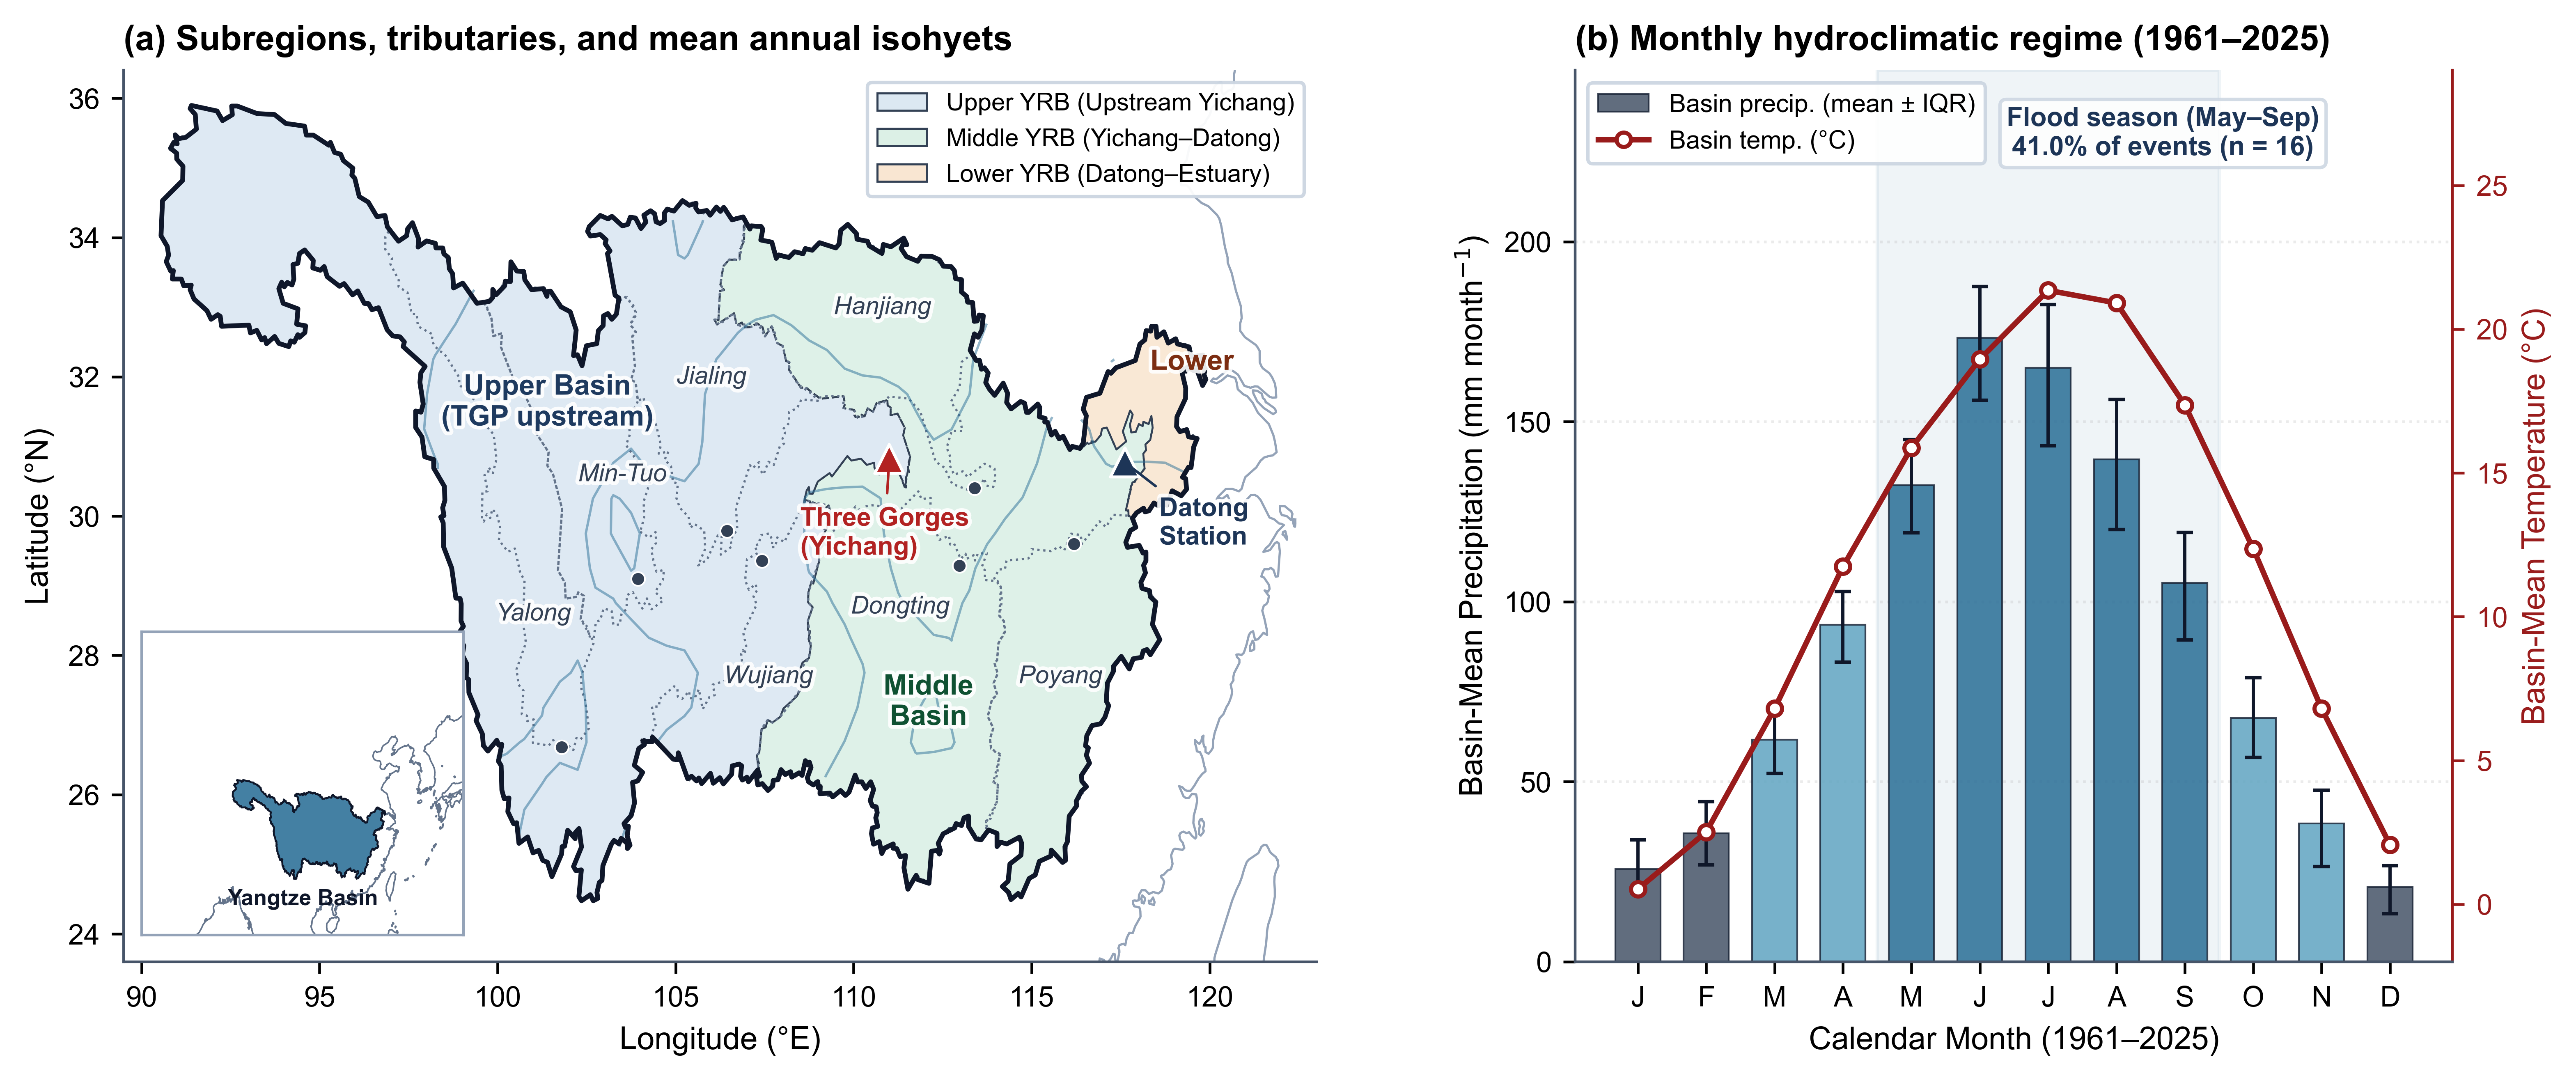 (a) Subregions, tributaries, and mean annual isohyets
Upper YRB (Upstream Yichang)
Middle YRB (Yichang–Datong)
Lower YRB (Datong–Estuary)
Latitude (°N)
36
34
32
30
28
26
24
Hanjiang
Jialing
Lower
Upper Basin
(TGP upstream)
Min-Tuo
Three Gorges
(Yichang)
Datong
Station
Yalong
Dongting
Wujiang
Poyang
Middle
Basin
Yangtze Basin
90
95
100
105
110
115
120
Longitude (°E)
(b) Monthly hydroclimatic regime (1961–2025)
Basin precip. (mean ± IQR)
Basin temp. (°C)
Flood season (May–Sep)
41.0% of events (n = 16)
Basin-Mean Precipitation (mm month⁻¹)
200
150
100
50
0
25
20
15
10
5
0
Basin-Mean Temperature (°C)
J F M A M J J A S O N D
Calendar Month (1961–2025)